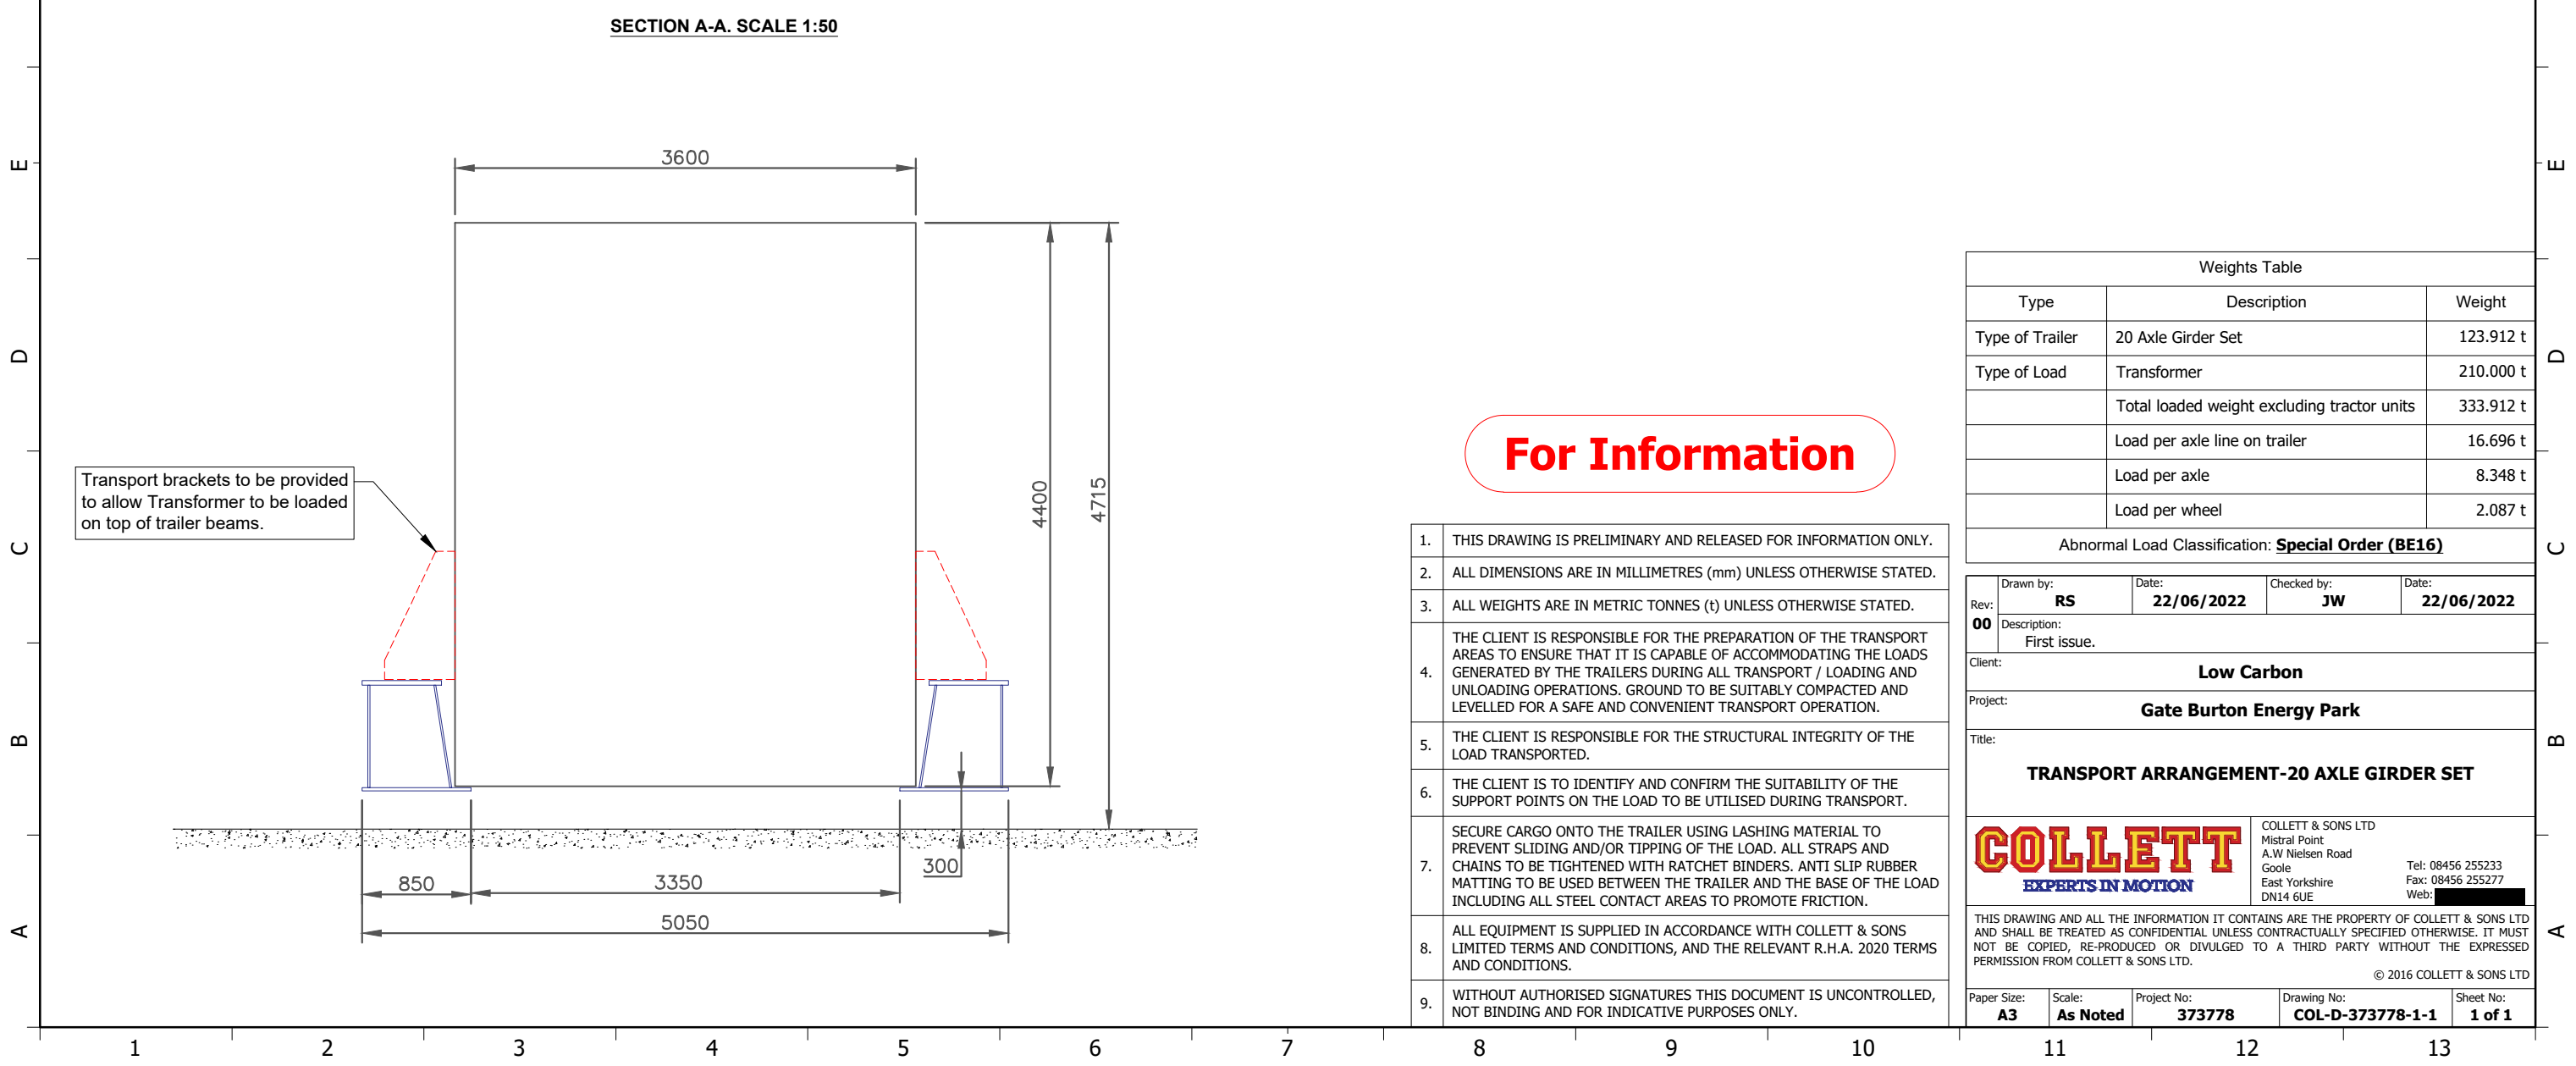 SECTION A-A. SCALE 1:50
3600
4400
4715
Transport brackets to be provided
to allow Transformer to be loaded
on top of trailer beams.
300
850
3350
5050
For Information
1. THIS DRAWING IS PRELIMINARY AND RELEASED FOR INFORMATION ONLY.
2. ALL DIMENSIONS ARE IN MILLIMETRES (mm) UNLESS OTHERWISE STATED.
3. ALL WEIGHTS ARE IN METRIC TONNES (t) UNLESS OTHERWISE STATED.
4. THE CLIENT IS RESPONSIBLE FOR THE PREPARATION OF THE TRANSPORT
AREAS TO ENSURE THAT IT IS CAPABLE OF ACCOMMODATING THE LOADS
GENERATED BY THE TRAILERS DURING ALL TRANSPORT / LOADING AND
UNLOADING OPERATIONS. GROUND TO BE SUITABLY COMPACTED AND
LEVELLED FOR A SAFE AND CONVENIENT TRANSPORT OPERATION.
5. THE CLIENT IS RESPONSIBLE FOR THE STRUCTURAL INTEGRITY OF THE
LOAD TRANSPORTED.
6. THE CLIENT IS TO IDENTIFY AND CONFIRM THE SUITABILITY OF THE
SUPPORT POINTS ON THE LOAD TO BE UTILISED DURING TRANSPORT.
7. SECURE CARGO ONTO THE TRAILER USING LASHING MATERIAL TO
PREVENT SLIDING AND/OR TIPPING OF THE LOAD. ALL STRAPS AND
CHAINS TO BE TIGHTENED WITH RATCHET BINDERS. ANTI SLIP RUBBER
MATTING TO BE USED BETWEEN THE TRAILER AND THE BASE OF THE LOAD
INCLUDING ALL STEEL CONTACT AREAS TO PROMOTE FRICTION.
8. ALL EQUIPMENT IS SUPPLIED IN ACCORDANCE WITH COLLETT & SONS
LIMITED TERMS AND CONDITIONS, AND THE RELEVANT R.H.A. 2020 TERMS
AND CONDITIONS.
9. WITHOUT AUTHORISED SIGNATURES THIS DOCUMENT IS UNCONTROLLED,
NOT BINDING AND FOR INDICATIVE PURPOSES ONLY.
Weights Table
Type Description Weight
Type of Trailer 20 Axle Girder Set 123.912 t
Type of Load Transformer 210.000 t
Total loaded weight excluding tractor units 333.912 t
Load per axle line on trailer 16.696 t
Load per axle 8.348 t
Load per wheel 2.087 t
Abnormal Load Classification: Special Order (BE16)
Rev: 00
Drawn by: RS
Date: 22/06/2022
Checked by: JW
Date: 22/06/2022
Description:
First issue.
Client: Low Carbon
Project: Gate Burton Energy Park
Title:
TRANSPORT ARRANGEMENT-20 AXLE GIRDER SET
COLLETT
EXPERTS IN MOTION
COLLETT & SONS LTD
Mistral Point
A.W Nielsen Road
Goole
East Yorkshire
DN14 6UE
Tel: 08456 255233
Fax: 08456 255277
Web:
THIS DRAWING AND ALL THE INFORMATION IT CONTAINS ARE THE PROPERTY OF COLLETT & SONS LTD
AND SHALL BE TREATED AS CONFIDENTIAL UNLESS CONTRACTUALLY SPECIFIED OTHERWISE. IT MUST
NOT BE COPIED, RE-PRODUCED OR DIVULGED TO A THIRD PARTY WITHOUT THE EXPRESSED
PERMISSION FROM COLLETT & SONS LTD.
© 2016 COLLETT & SONS LTD
Paper Size: A3
Scale: As Noted
Project No: 373778
Drawing No: COL-D-373778-1-1
Sheet No: 1 of 1
E
D
C
B
A
E
D
C
B
A
1 2 3 4 5 6 7 8 9 10 11 12 13